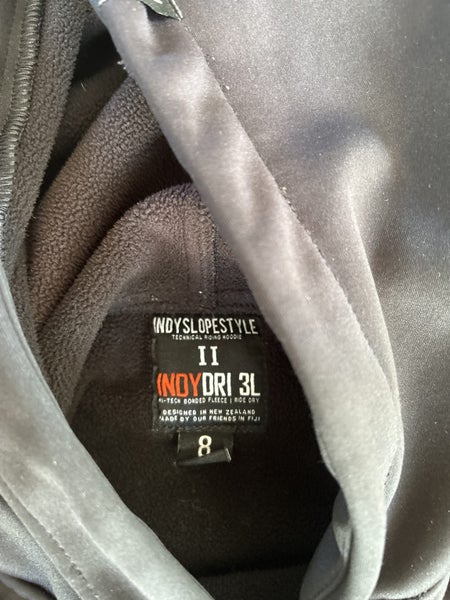 INDYSLOPESTYLE
TECHNICAL RIDING HOODIE
II
INDYDRI 3L
HI-TECH BONDED FLEECE | RIDE DRY
DESIGNED IN NEW ZEALAND
MADE BY OUR FRIENDS IN FIJI
8